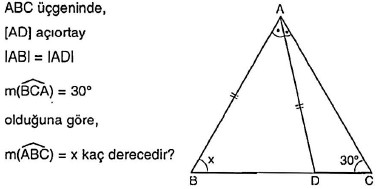 ABC üçgeninde,
[AD] açıortay
|AB| = |AD|
m(BCA) = 30°
olduğuna göre,
m(ABC) = x kaç derecedir?
A
x
30°
B
D
C